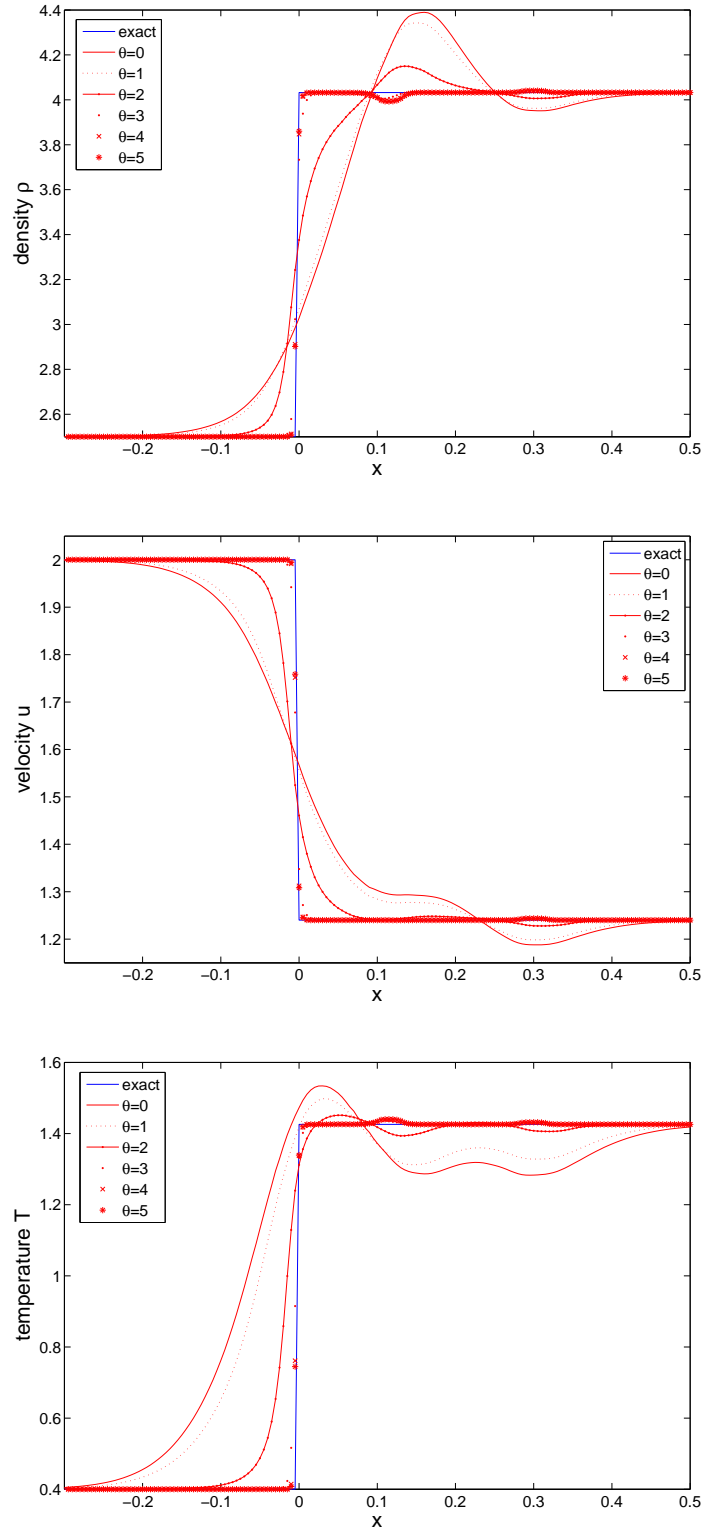 4.4
4.2
4
3.8
3.6
3.4
3.2
3
2.8
2.6
density ρ
exact
θ=0
θ=1
θ=2
θ=3
θ=4
θ=5
−0.2 −0.1 0 0.1 0.2 0.3 0.4 0.5
x
2
1.9
1.8
1.7
1.6
1.5
1.4
1.3
1.2
velocity u
exact
θ=0
θ=1
θ=2
θ=3
θ=4
θ=5
−0.2 −0.1 0 0.1 0.2 0.3 0.4 0.5
x
1.6
1.4
1.2
1
0.8
0.6
0.4
temperature T
exact
θ=0
θ=1
θ=2
θ=3
θ=4
θ=5
−0.2 −0.1 0 0.1 0.2 0.3 0.4 0.5
x